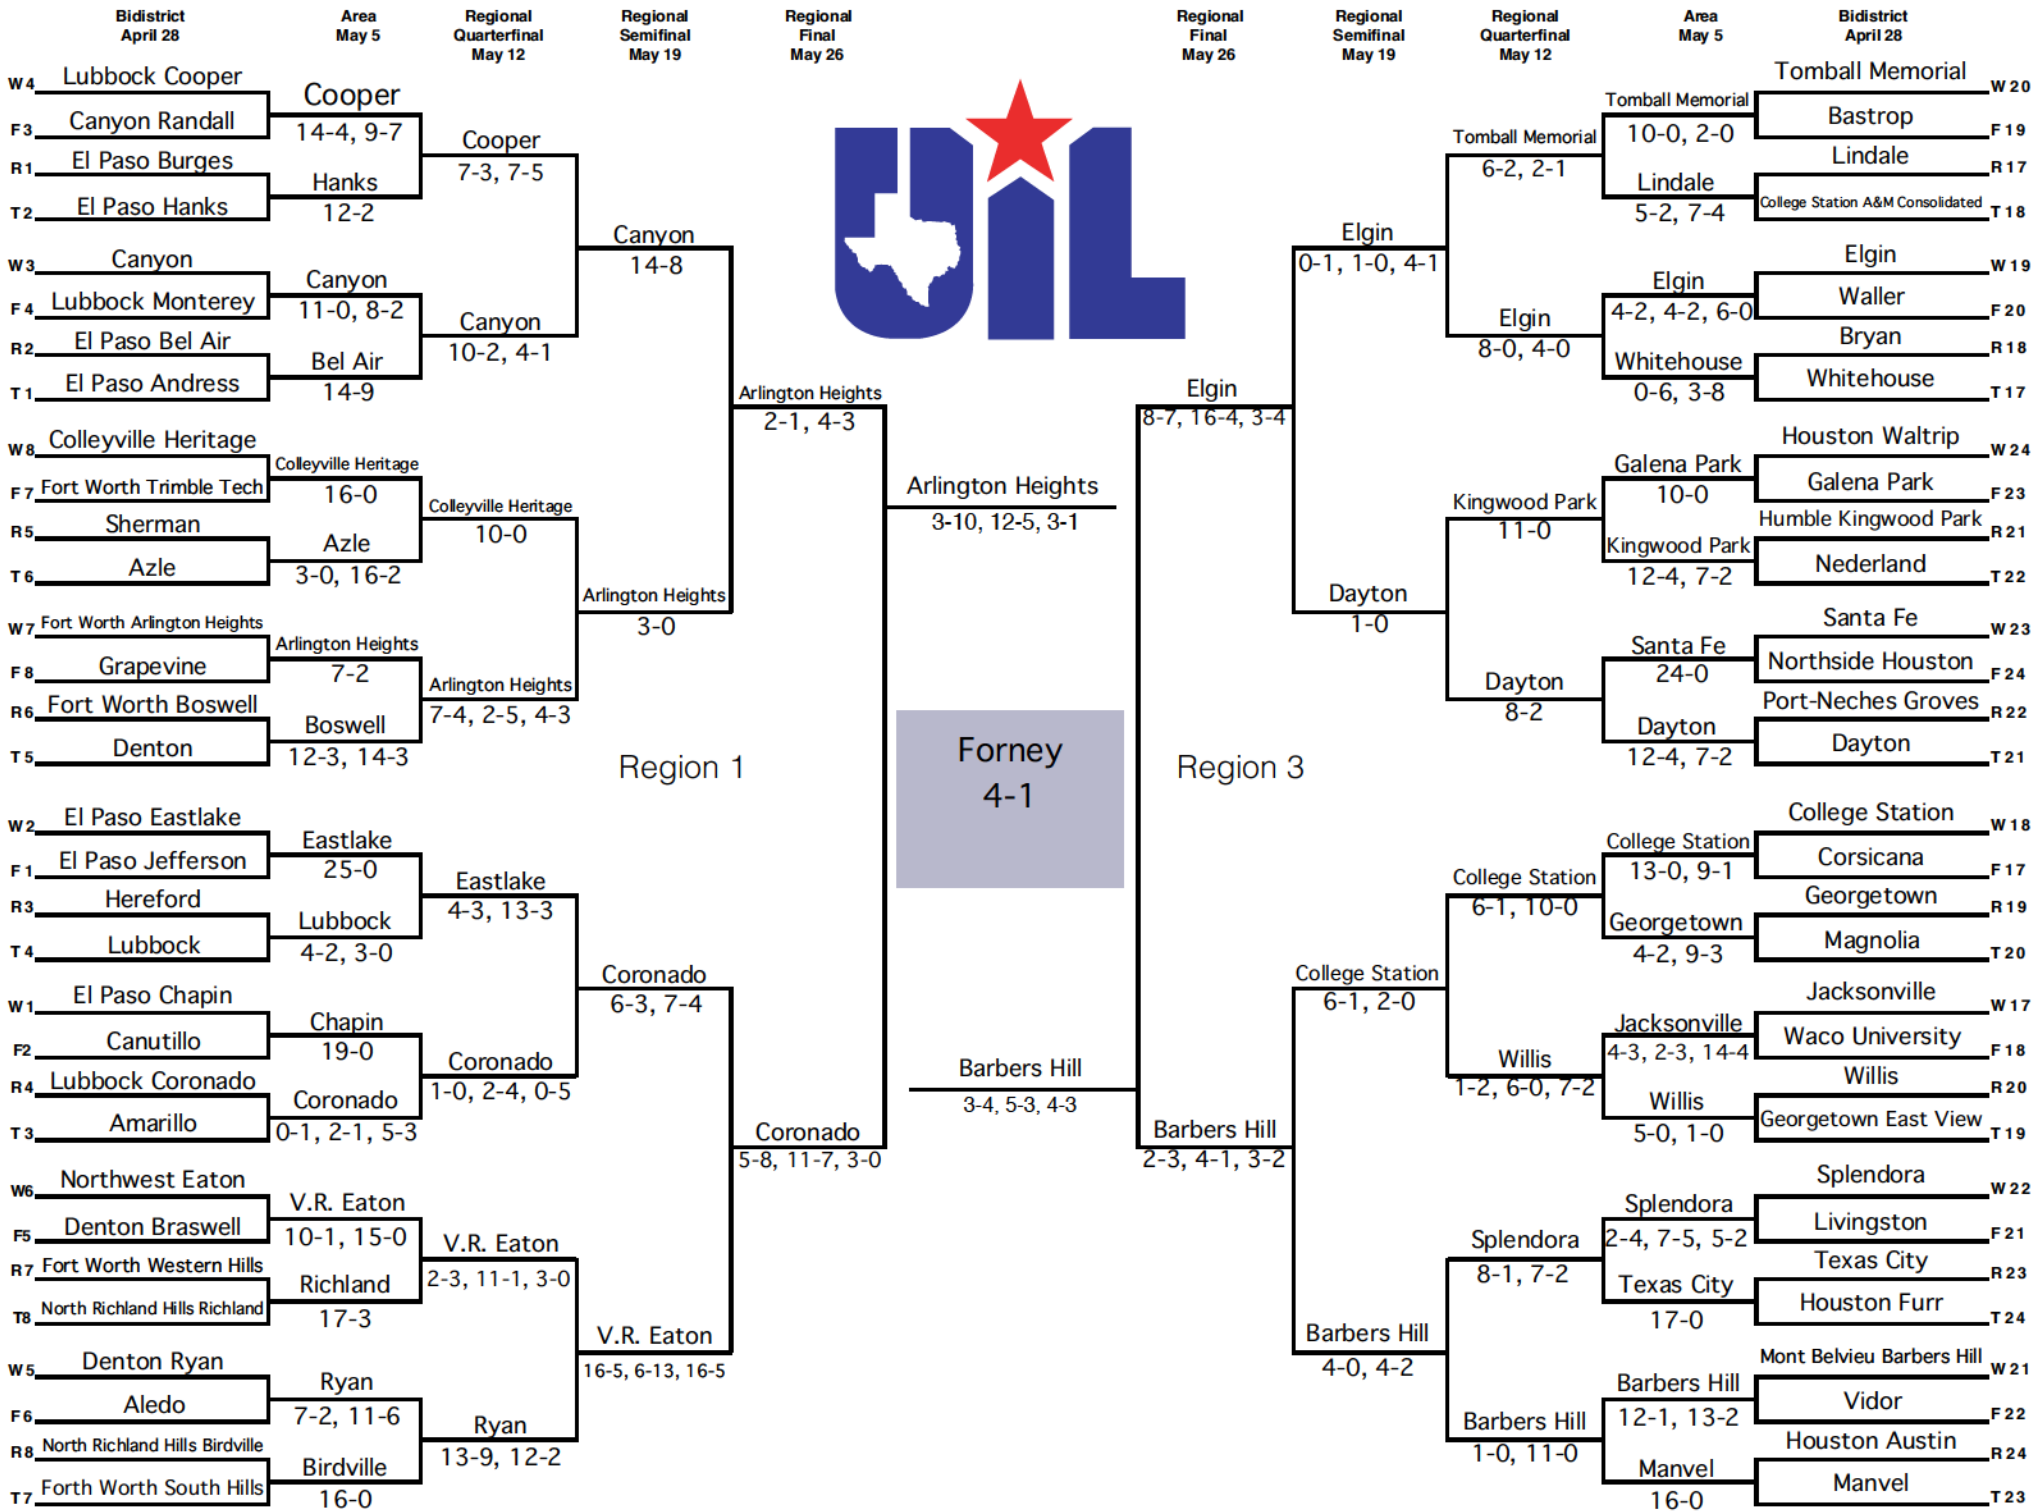 Bidistrict
April 28
Area
May 5
Regional
Quarterfinal
May 12
Regional
Semifinal
May 19
Regional
Final
May 26
Regional
Final
May 26
Regional
Semifinal
May 19
Regional
Quarterfinal
May 12
Area
May 5
Bidistrict
April 28
W4 Lubbock Cooper
F3 Canyon Randall
R1 El Paso Burges
T2 El Paso Hanks
W3 Canyon
F4 Lubbock Monterey
R2 El Paso Bel Air
T1 El Paso Andress
W8 Colleyville Heritage
F7 Fort Worth Trimble Tech
R5 Sherman
T6 Azle
W7 Fort Worth Arlington Heights
F8 Grapevine
R6 Fort Worth Boswell
T5 Denton
W2 El Paso Eastlake
F1 El Paso Jefferson
R3 Hereford
T4 Lubbock
W1 El Paso Chapin
F2 Canutillo
R4 Lubbock Coronado
T3 Amarillo
W6 Northwest Eaton
F5 Denton Braswell
R7 Fort Worth Western Hills
T8 North Richland Hills Richland
W5 Denton Ryan
F6 Aledo
R8 North Richland Hills Birdville
T7 Forth Worth South Hills
Cooper
14-4, 9-7
Hanks
12-2
Canyon
11-0, 8-2
Bel Air
14-9
Colleyville Heritage
16-0
Azle
3-0, 16-2
Arlington Heights
7-2
Boswell
12-3, 14-3
Eastlake
25-0
Lubbock
4-2, 3-0
Chapin
19-0
Coronado
0-1, 2-1, 5-3
V.R. Eaton
10-1, 15-0
Richland
17-3
Ryan
7-2, 11-6
Birdville
16-0
Cooper
7-3, 7-5
Canyon
10-2, 4-1
Colleyville Heritage
10-0
Arlington Heights
7-4, 2-5, 4-3
Eastlake
4-3, 13-3
Coronado
1-0, 2-4, 0-5
V.R. Eaton
2-3, 11-1, 3-0
Ryan
13-9, 12-2
Canyon
14-8
Arlington Heights
3-0
Coronado
6-3, 7-4
V.R. Eaton
16-5, 6-13, 16-5
Arlington Heights
2-1, 4-3
Coronado
5-8, 11-7, 3-0
Region 1
UIL
Arlington Heights
3-10, 12-5, 3-1
Forney
4-1
Barbers Hill
3-4, 5-3, 4-3
Region 3
Elgin
8-7, 16-4, 3-4
Barbers Hill
2-3, 4-1, 3-2
Elgin
0-1, 1-0, 4-1
Dayton
1-0
College Station
6-1, 2-0
Barbers Hill
4-0, 4-2
Tomball Memorial
6-2, 2-1
Elgin
8-0, 4-0
Kingwood Park
11-0
Dayton
8-2
College Station
6-1, 10-0
Willis
1-2, 6-0, 7-2
Splendora
8-1, 7-2
Barbers Hill
1-0, 11-0
Tomball Memorial
10-0, 2-0
Lindale
5-2, 7-4
Elgin
4-2, 4-2, 6-0
Whitehouse
0-6, 3-8
Galena Park
10-0
Kingwood Park
12-4, 7-2
Santa Fe
24-0
Dayton
12-4, 7-2
College Station
13-0, 9-1
Georgetown
4-2, 9-3
Jacksonville
4-3, 2-3, 14-4
Willis
5-0, 1-0
Splendora
2-4, 7-5, 5-2
Texas City
17-0
Barbers Hill
12-1, 13-2
Manvel
16-0
Tomball Memorial W20
Bastrop F19
Lindale R17
College Station A&M Consolidated T18
Elgin W19
Waller F20
Bryan R18
Whitehouse T17
Houston Waltrip W24
Galena Park F23
Humble Kingwood Park R21
Nederland T22
Santa Fe W23
Northside Houston F24
Port-Neches Groves R22
Dayton T21
College Station W18
Corsicana F17
Georgetown R19
Magnolia T20
Jacksonville W17
Waco University F18
Willis R20
Georgetown East View T19
Splendora W22
Livingston F21
Texas City R23
Houston Furr T24
Mont Belvieu Barbers Hill W21
Vidor F22
Houston Austin R24
Manvel T23